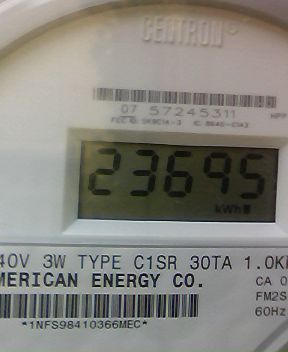 CENTRON®
07 57245311
23695
kWh
40V 3W TYPE C1SR 30TA 1.0K
MERICAN ENERGY CO.
CA 0
FM2S
60Hz
*1NFS98410366MEC*